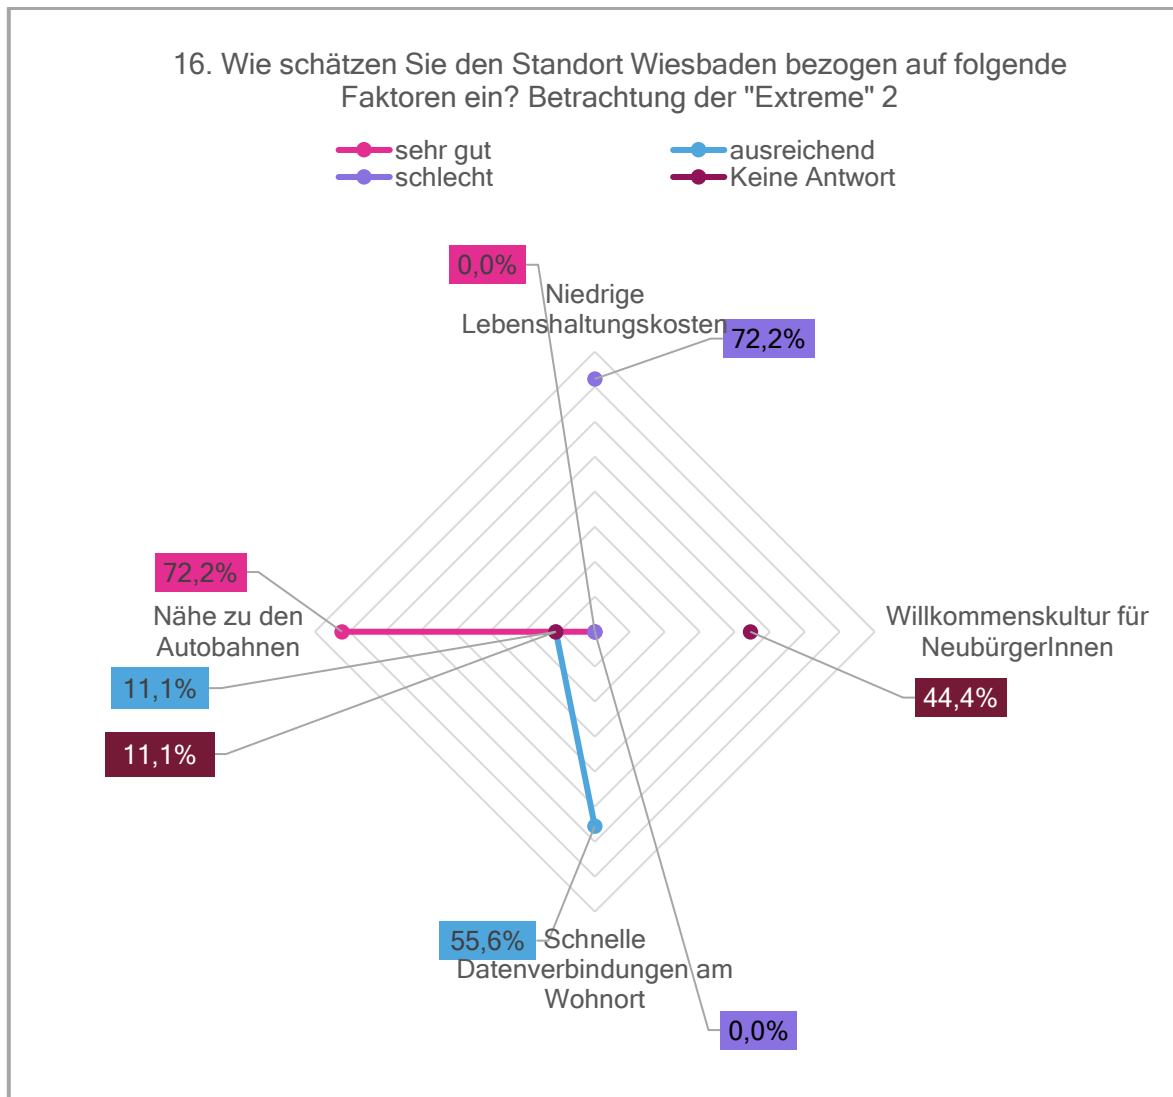 16. Wie schätzen Sie den Standort Wiesbaden bezogen auf folgende
Faktoren ein? Betrachtung der "Extreme" 2
sehr gut
ausreichend
schlecht
Keine Antwort
0,0%
Niedrige
Lebenshaltungskosten
72,2%
72,2%
Nähe zu den
Autobahnen
Willkommenskultur für
NeubürgerInnen
11,1%
44,4%
11,1%
55,6%
Schnelle
Datenverbindungen am
Wohnort
0,0%